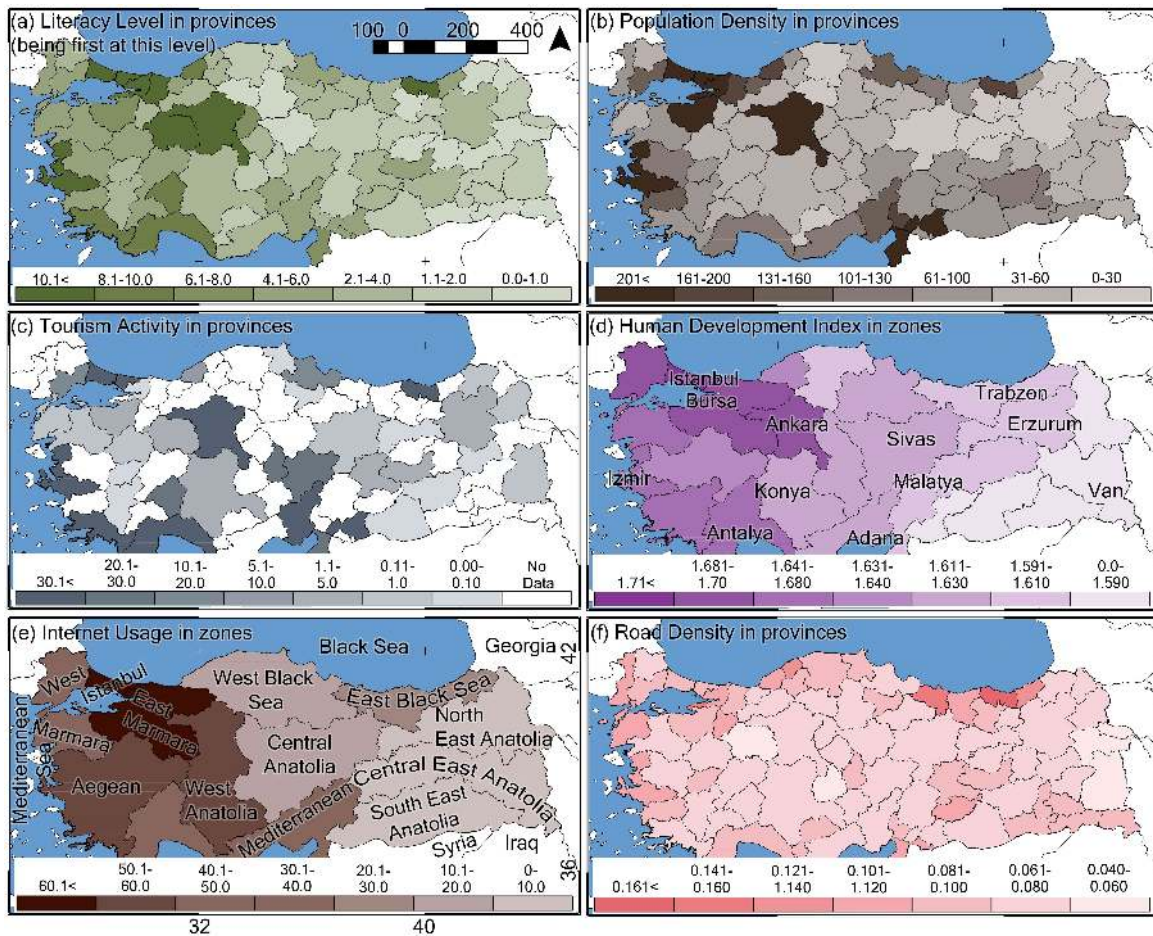 (a) Literacy Level in provinces
(being first at this level)
100 0 200 400
10.1< 8.1-10.0 6.1-8.0 4.1-6.0 2.1-4.0 1.1-2.0 0.0-1.0
(b) Population Density in provinces
201< 161-200 131-160 101-130 61-100 31-60 0-30
(c) Tourism Activity in provinces
20.1- 10.1- 5.1- 1.1- 0.11- 0.00- No
30.1< 30.0 20.0 10.0 5.0 1.0 0.10 Data
(d) Human Development Index in zones
Istanbul
Bursa
Trabzon
Ankara
Sivas
Erzurum
Izmir
Konya
Malatya
Van
Antalya
Adana
1.681- 1.641- 1.631- 1.611- 1.591- 0.0-
1.71< 1.70 1.680 1.640 1.630 1.610 1.590
(e) Internet Usage in zones
Black Sea
Georgia
42
West
Marmara
Istanbul
East
Marmara
West Black
Sea
East Black Sea
North
East Anatolia
Mediterranean
Sea
Aegean
West
Anatolia
Central
Anatolia
Mediterranean
Central East Anatolia
South East
Anatolia
Syria
Iraq
36
50.1- 40.1- 30.1- 20.1- 10.1- 0-
60.1< 60.0 50.0 40.0 30.0 20.0 10.0
32 40
(f) Road Density in provinces
0.141- 0.121- 0.101- 0.081- 0.061- 0.040-
0.161< 0.160 1.140 1.120 0.100 0.080 0.060